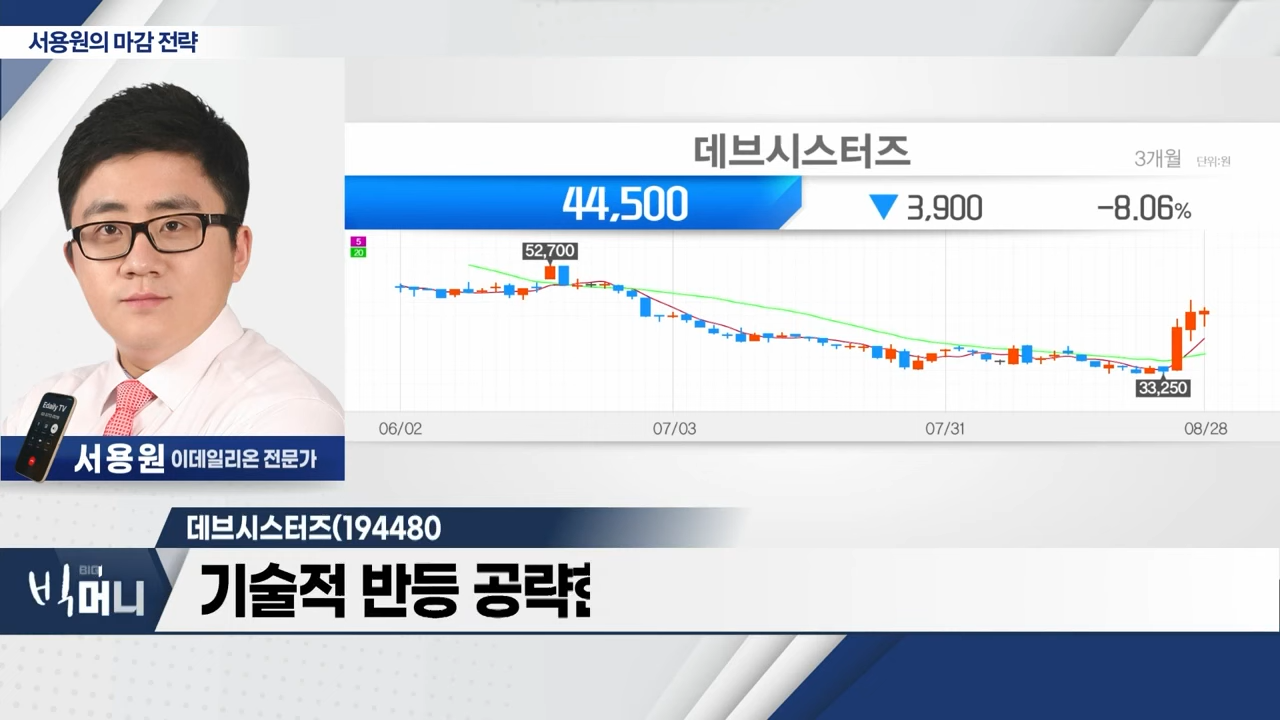 서용원의 마감 전략
데브시스터즈
3개월 단위:원
44,500 ▼ 3,900 -8.06%
5
20
52,700
33,250
06/02 07/03 07/31 08/28
Edaily TV
서용원 이데일리온 전문가
데브시스터즈(194480
BIG
빅머니
기술적 반등 공략